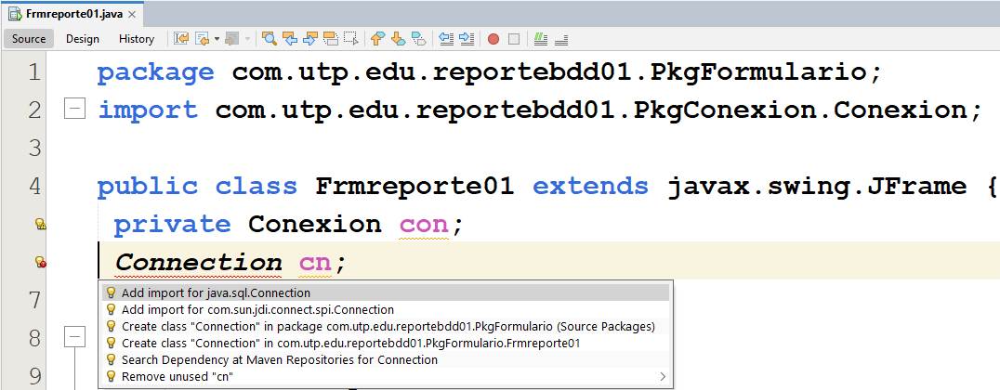 Frmreporte01.java
Source Design History
1 package com.utp.edu.reportebdd01.PkgFormulario;
2 import com.utp.edu.reportebdd01.PkgConexion.Conexion;
3
4 public class Frmreporte01 extends javax.swing.JFrame {
private Conexion con;
Connection cn;
Add import for java.sql.Connection
7 Add import for com.sun.jdi.connect.spi.Connection
Create class "Connection" in package com.utp.edu.reportebdd01.PkgFormulario (Source Packages)
8 Create class "Connection" in com.utp.edu.reportebdd01.PkgFormulario.Frmreporte01
Search Dependency at Maven Repositories for Connection
9 Remove unused "cn"